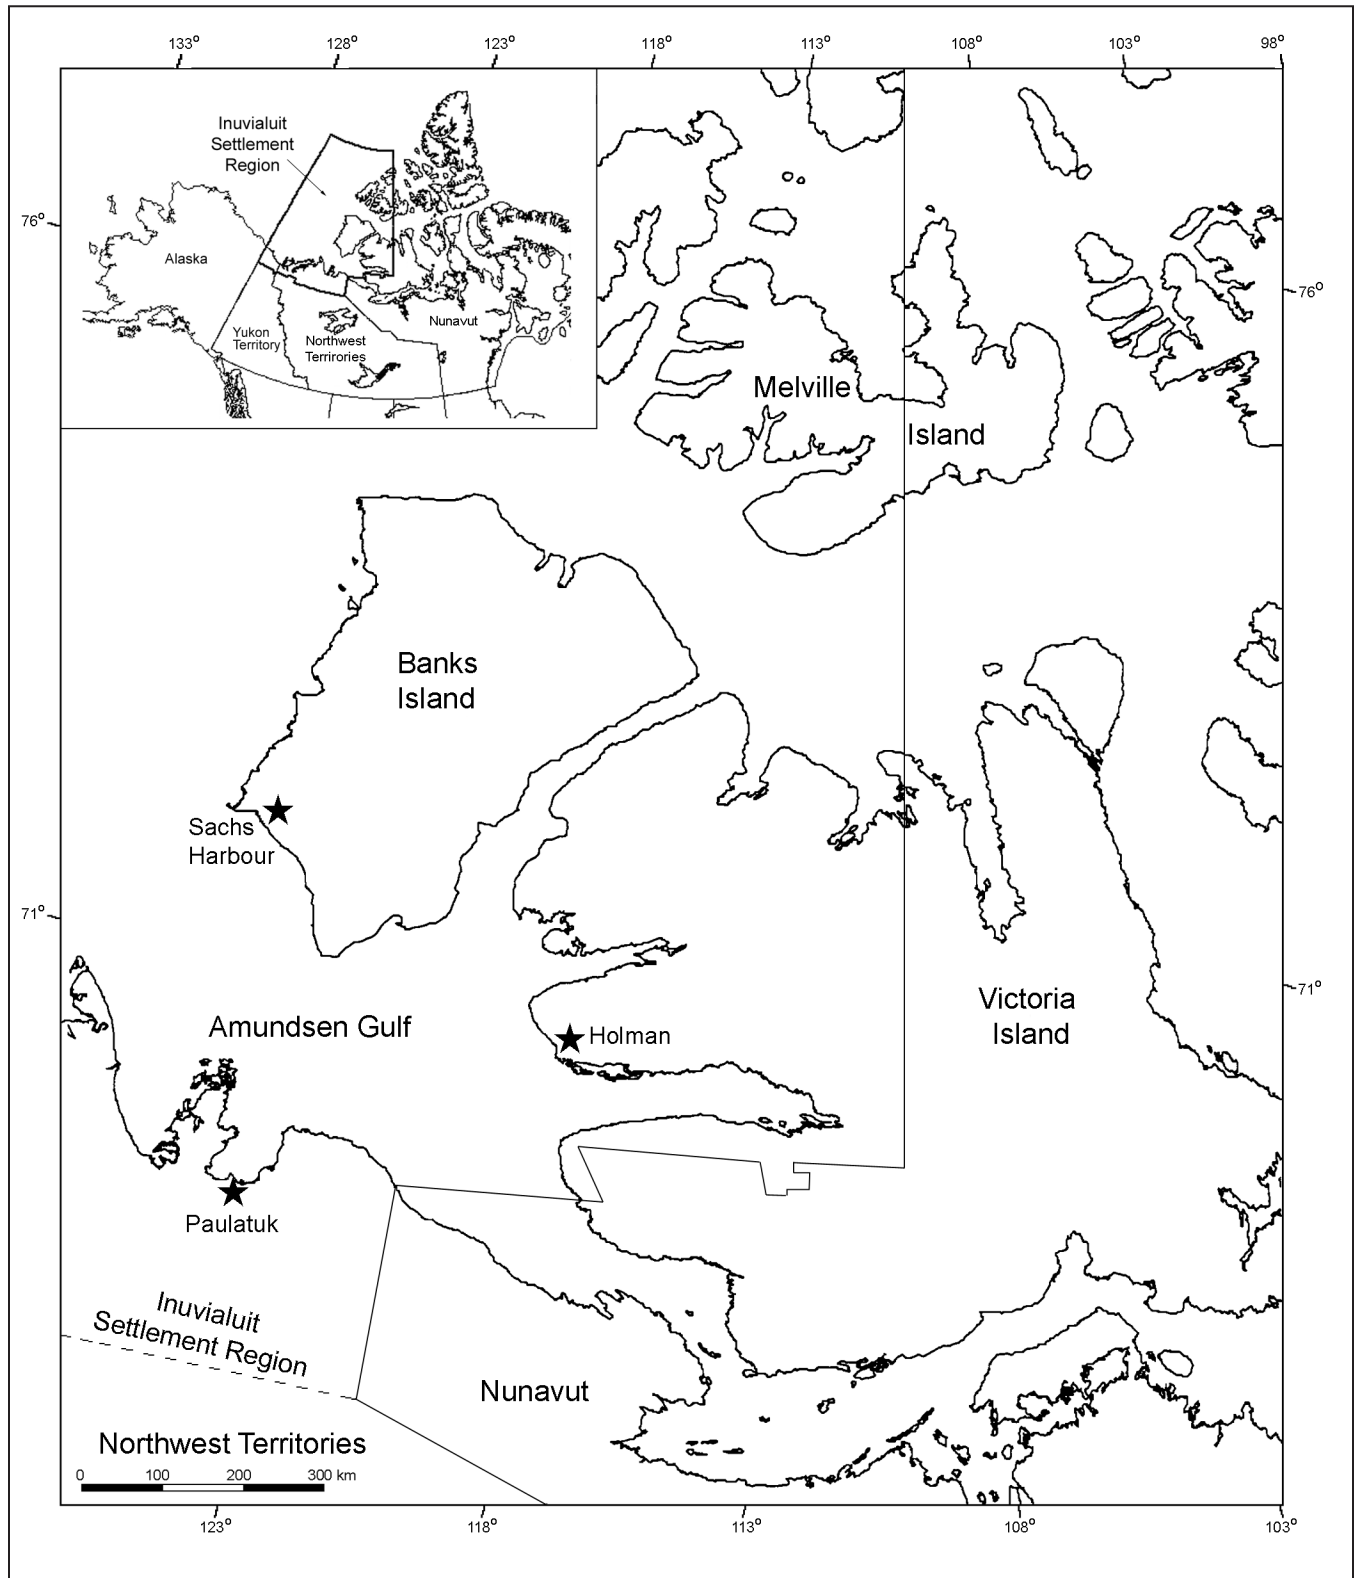 133° 128° 123° 118° 113° 108° 103° 98°
Inuvialuit
Settlement
Region
76°
Alaska
76°
Nunavut
Yukon
Territory
Northwest
Terrirories
Melville
Island
Banks
Island
Sachs
Harbour
71°
71°
Victoria
Island
Amundsen Gulf
Holman
Paulatuk
Inuvialuit
Settlement Region
Nunavut
Northwest Territories
0 100 200 300 km
123° 118° 113° 108° 103°